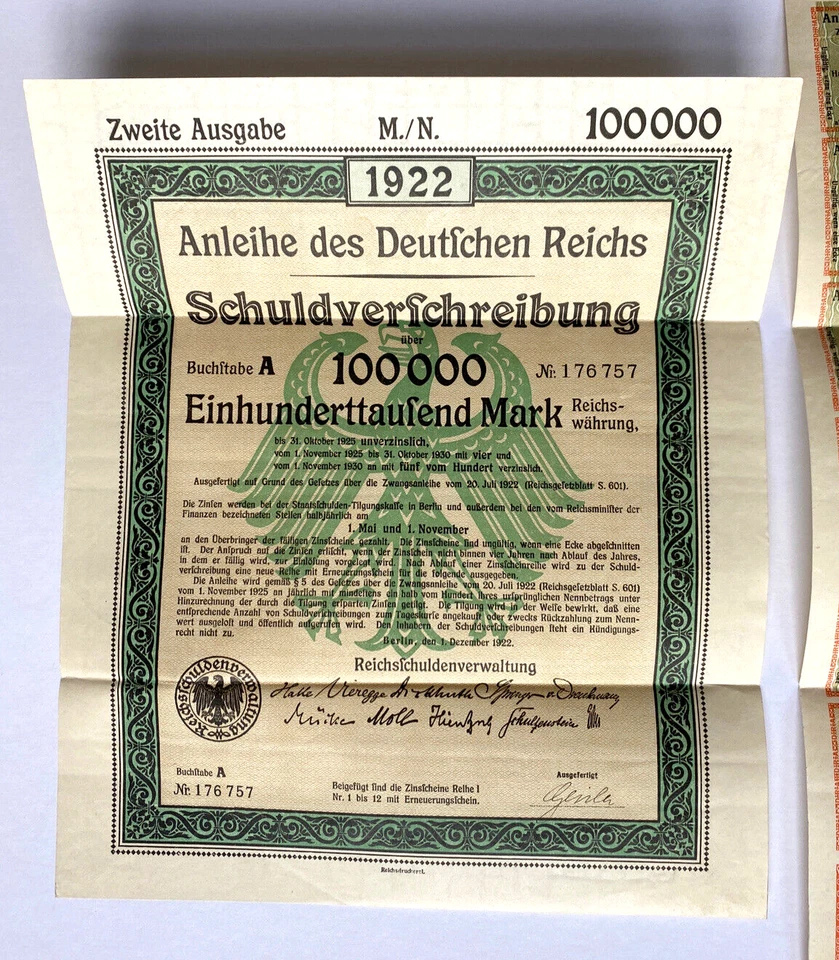 Zweite Ausgabe M./N. 100000
1922
Anleihe des Deutſchen Reichs
Schuldverſchreibung
über
Buchſtabe A 100000 Nr. 176757
Einhunderttauſend Mark Reichs-
währung,
bis 31. Oktober 1925 unverzinslich,
vom 1. November 1925 bis 31. Oktober 1930 mit vier und
vom 1. November 1930 an mit fünf vom Hundert verzinslich.
Ausgefertigt auf Grund des Geſetzes über die Zwangsanleihe vom 20. Juli 1922 (Reichsgeſetzblatt S. 601).
Die Zinſen werden bei der Staatsſchulden-Tilgungskaſſe in Berlin und außerdem bei den vom Reichsminiſter der
Finanzen bezeichneten Stellen halbjährlich am
1. Mai und 1. November
an den Überbringer der fälligen Zinsſcheine gezahlt. Die Zinsſcheine ſind ungültig, wenn eine Ecke abgeſchnitten
iſt. Der Anſpruch auf die Zinſen erliſcht, wenn der Zinsſchein nicht binnen vier Jahren nach Ablauf des Jahres,
in dem er fällig wird, zur Einlöſung vorgelegt wird. Nach Ablauf einer Zinsſcheinreihe wird zu der Schuld-
verſchreibung eine neue Reihe mit Erneuerungsſchein für die folgende ausgegeben.
Die Anleihe wird gemäß § 5 des Geſetzes über die Zwangsanleihe vom 20. Juli 1922 (Reichsgeſetzblatt S. 601)
vom 1. November 1925 an jährlich mit mindeſtens ein halb vom Hundert ihres urſprünglichen Nennbetrags unter
Hinzurechnung der durch die Tilgung erſparten Zinſen getilgt. Die Tilgung wird in der Weiſe bewirkt, daß eine
entſprechende Anzahl von Schuldverſchreibungen zum Tageskurſe angekauft oder zwecks Rückzahlung zum Nenn-
wert ausgeloſt und öffentlich aufgerufen wird. Den Inhabern der Schuldverſchreibungen ſteht ein Kündigungs-
recht nicht zu.
Berlin, den 1. Dezember 1922.
Reichsſchuldenverwaltung
Reichsſchuldenverwaltung
Halle Vieregge
Mücke Moll
Buchſtabe A
Nr. 176757
Beigefügt ſind die Zinsſcheine Reihe I
Nr. 1 bis 12 mit Erneuerungsſchein.
Ausgefertigt
Reichsdruckerei.